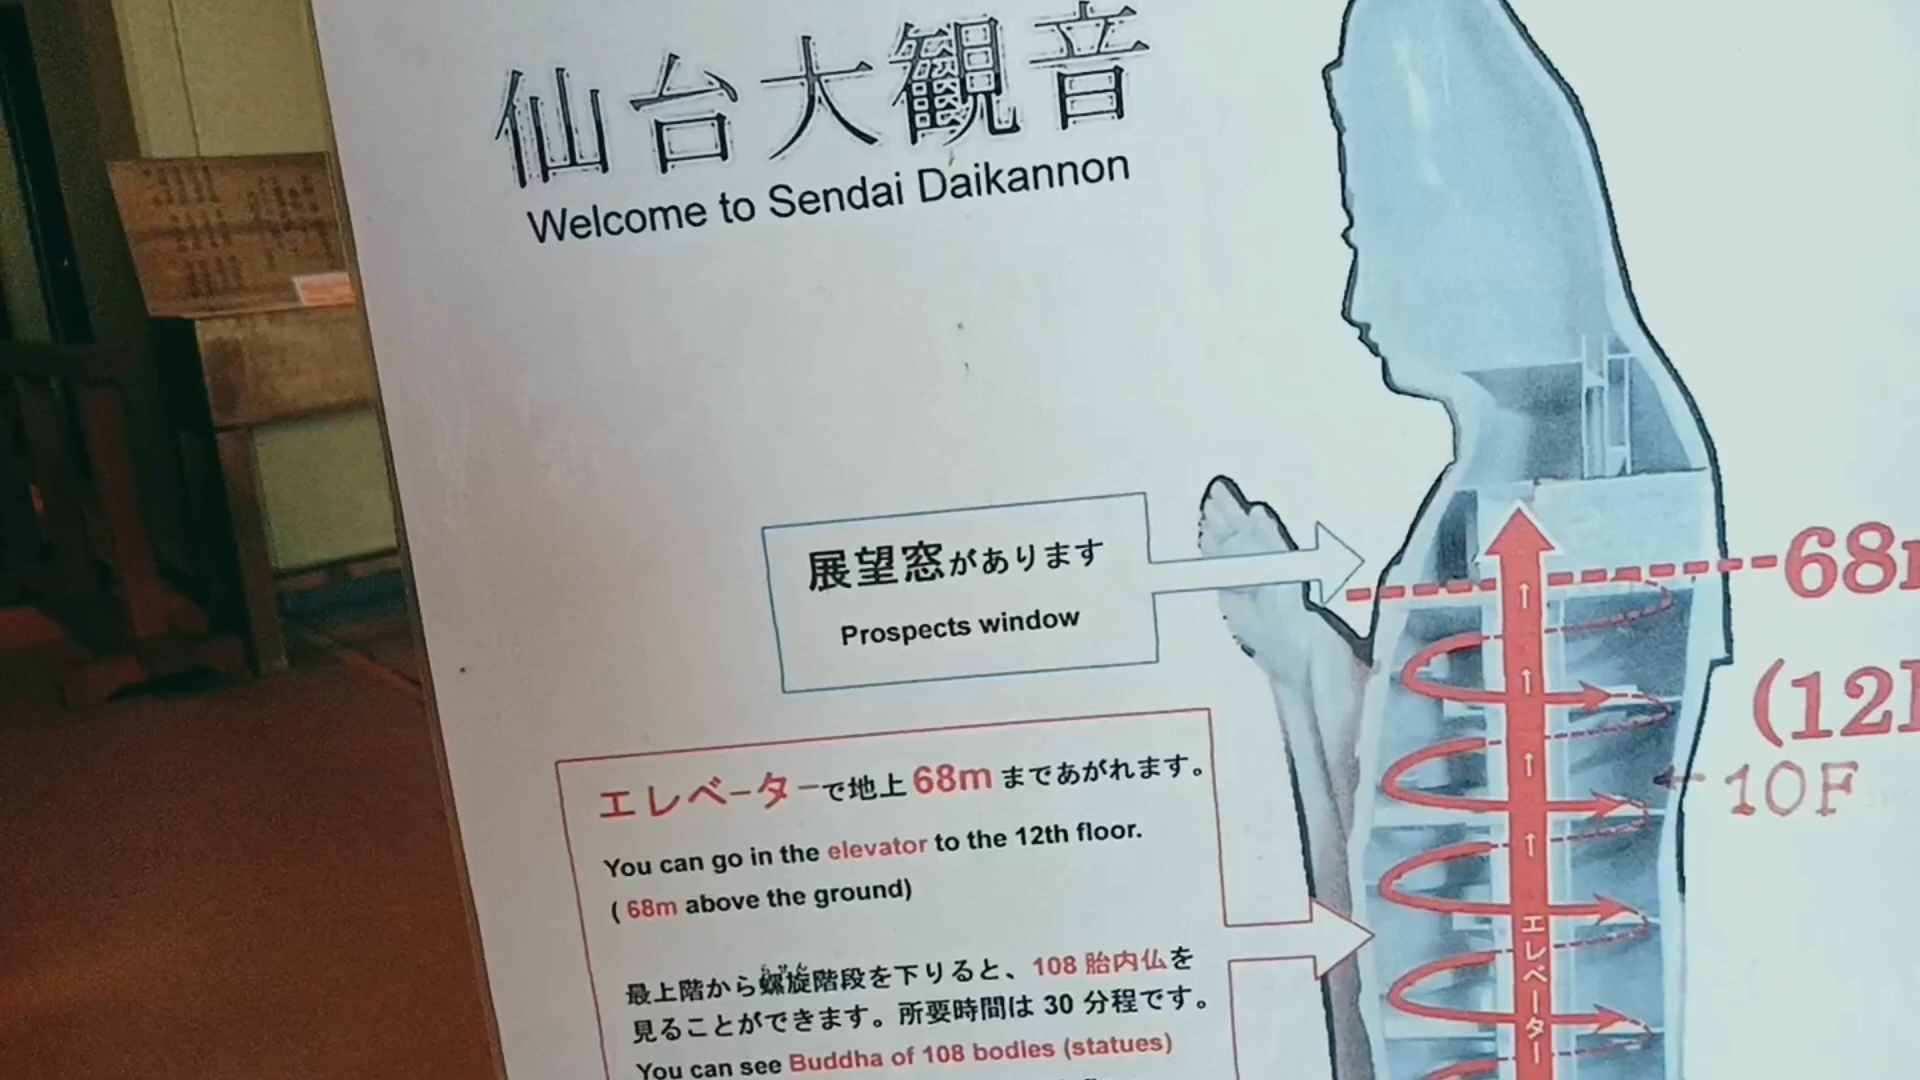 仙台大観音
Welcome to Sendai Daikannon
展望窓があります
Prospects window
68
(12
10F
エレベーターで地上 68m まであがれます。
You can go in the elevator to the 12th floor.
( 68m above the ground)
最上階から螺旋階段を下りると、108 胎内仏を
見ることができます。所要時間は 30 分程です。
You can see Buddha of 108 bodies (statues)
エレベーター